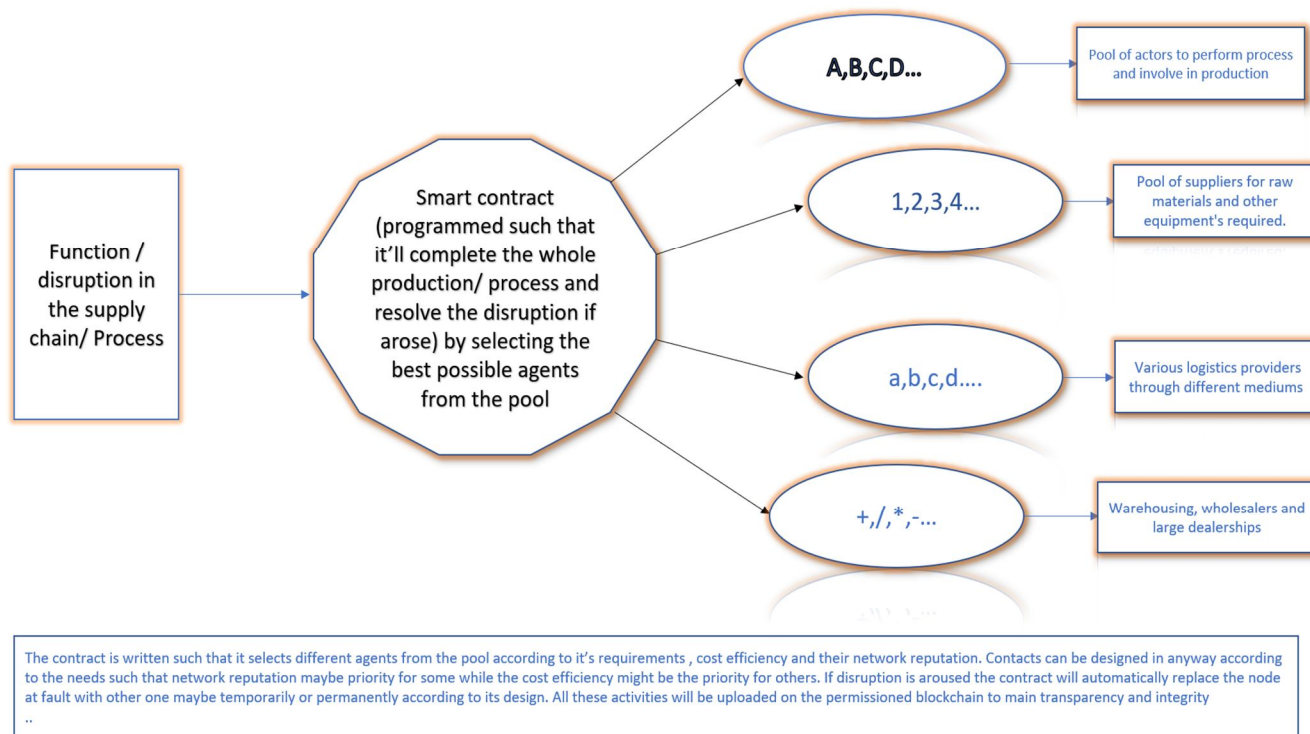 Function /
disruption in
the supply
chain/ Process
Smart contract
(programmed such that
it'll complete the whole
production/ process and
resolve the disruption if
arose) by selecting the
best possible agents
from the pool
A,B,C,D...
Pool of actors to perform process
and involve in production
1,2,3,4...
Pool of suppliers for raw
materials and other
equipment's required.
a,b,c,d....
Various logistics providers
through different mediums
+,/,*,-...
Warehousing, wholesalers and
large dealerships
The contract is written such that it selects different agents from the pool according to it's requirements , cost efficiency and their network reputation. Contacts can be designed in anyway according
to the needs such that network reputation maybe priority for some while the cost efficiency might be the priority for others. If disruption is aroused the contract will automatically replace the node
at fault with other one maybe temporarily or permanently according to its design. All these activities will be uploaded on the permissioned blockchain to main transparency and integrity
..